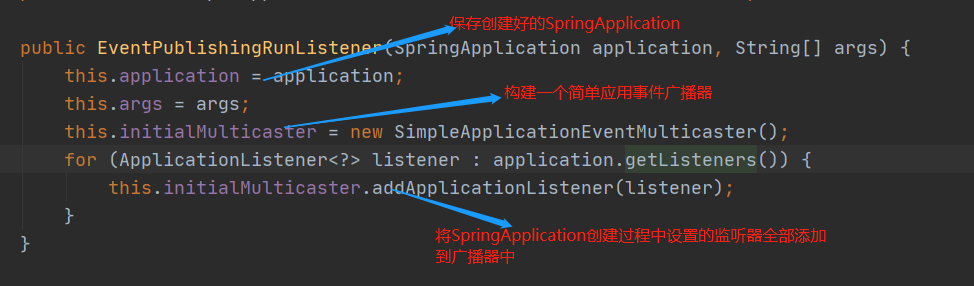 保存创建好的SpringApplication
public EventPublishingRunListener(SpringApplication application, String[] args) {
this.application = application;
构建一个简单应用事件广播器
this.args = args;
this.initialMulticaster = new SimpleApplicationEventMulticaster();
for (ApplicationListener<?> listener : application.getListeners()) {
this.initialMulticaster.addApplicationListener(listener);
}
将SpringApplication创建过程中设置的监听器全部添加
到广播器中
}